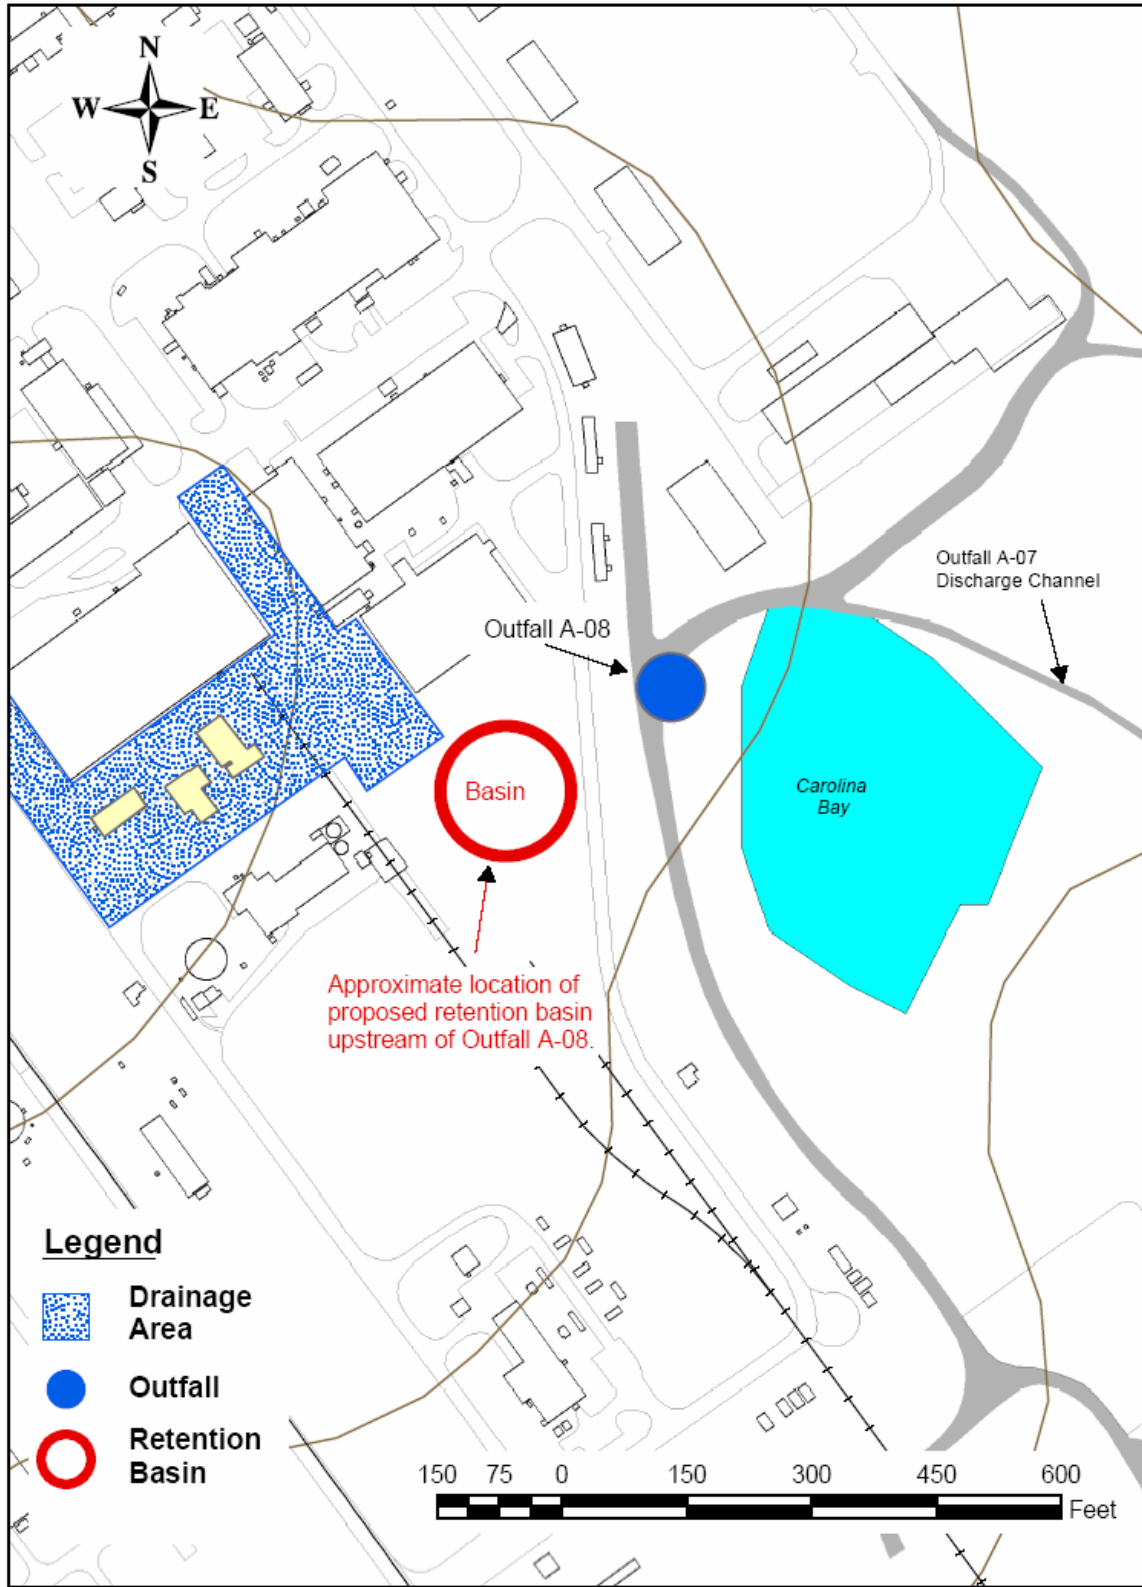 N
W E
S
Outfall A-07
Discharge Channel
Outfall A-08
Basin
Carolina
Bay
Approximate location of
proposed retention basin
upstream of Outfall A-08.
Legend
Drainage
Area
Outfall
Retention
Basin
150 75 0 150 300 450 600
Feet